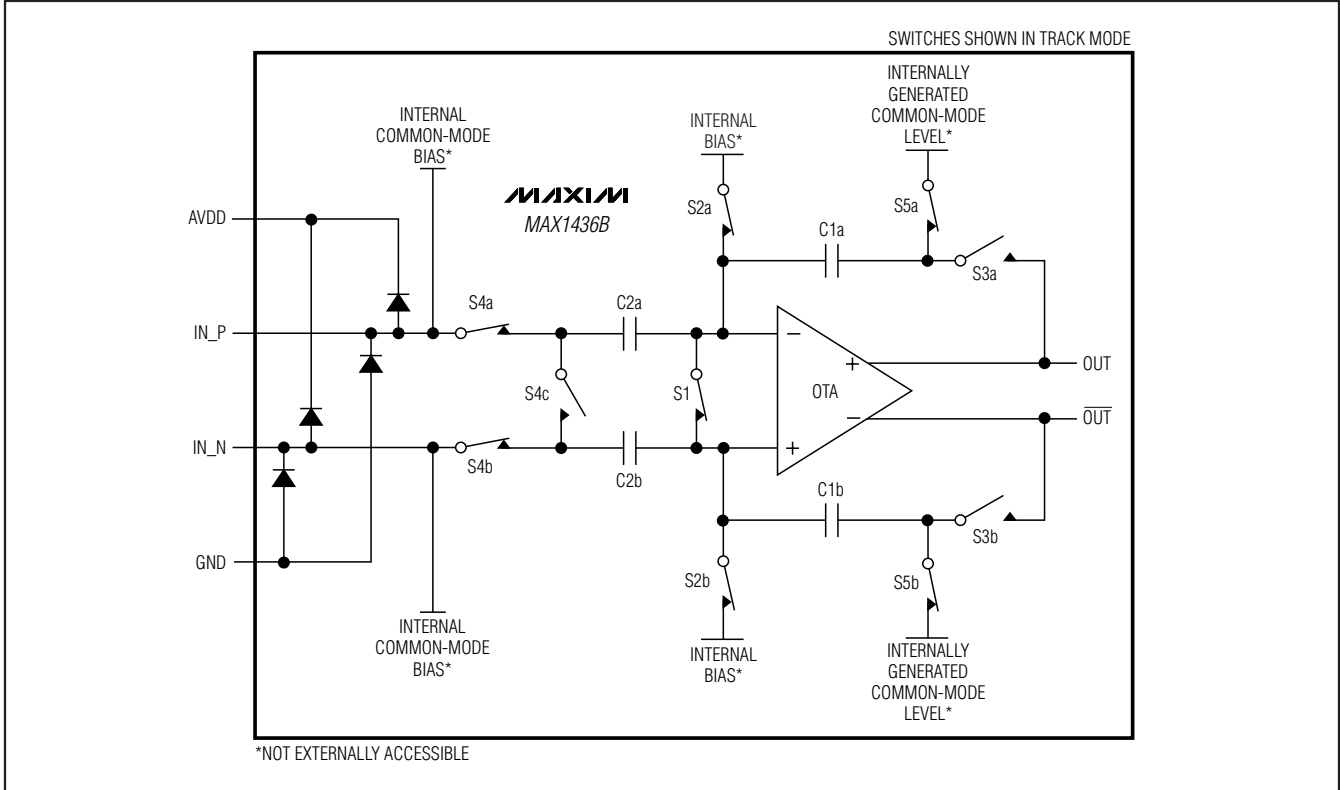 SWITCHES SHOWN IN TRACK MODE
INTERNALLY
GENERATED
COMMON-MODE
LEVEL*
INTERNAL
COMMON-MODE
BIAS*
INTERNAL
BIAS*
MAXIM
MAX1436B
AVDD
S2a
S5a
C1a
S3a
S4a
C2a
IN_P
−
+
OUT
S4c
S1
OTA
−
OUT
IN_N
+
S4b
C2b
C1b
S3b
GND
S2b
S5b
INTERNAL
COMMON-MODE
BIAS*
INTERNAL
BIAS*
INTERNALLY
GENERATED
COMMON-MODE
LEVEL*
*NOT EXTERNALLY ACCESSIBLE